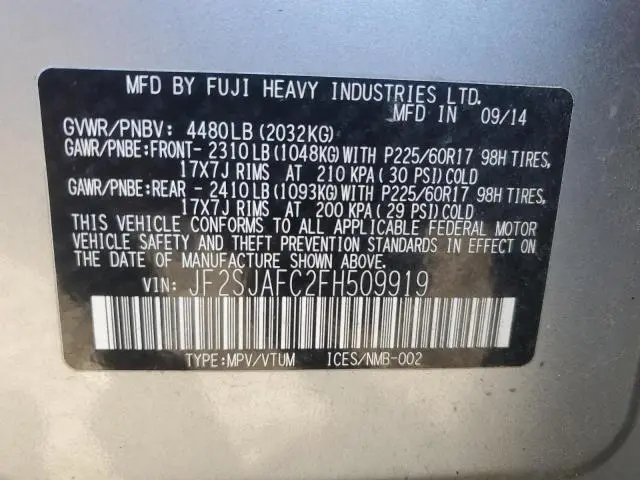 MFD BY FUJI HEAVY INDUSTRIES LTD.
MFD IN 09/14
GVWR/PNBV: 4480LB(2032KG)
GAWR/PNBE:FRONT- 2310LB(1048KG)WITH P225/60R17 98H TIRES,
17X7J RIMS AT 210 KPA( 30 PSI)COLD
GAWR/PNBE:REAR - 2410LB(1093KG)WITH P225/60R17 98H TIRES,
17X7J RIMS AT 200 KPA( 29 PSI)COLD
THIS VEHICLE CONFORMS TO ALL APPLICABLE FEDERAL MOTOR
VEHICLE SAFETY AND THEFT PREVENTION STANDARDS IN EFFECT ON
THE DATE OF MANUFACTURE SHOWN ABOVE.
VIN: JF2SJAFC2FH509919
TYPE:MPV/VTUM ICES/NMB-002